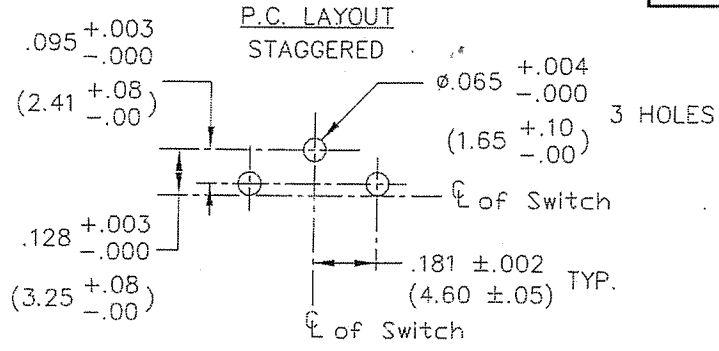 P.C. LAYOUT
STAGGERED
.095 +.003 -.000
(2.41 +.08 -.00)
ø.065 +.004 -.000
(1.65 +.10 -.00)
3 HOLES
℄ of Switch
.128 +.003 -.000
(3.25 +.08 -.00)
.181 ±.002
(4.60 ±.05)
TYP.
℄ of Switch